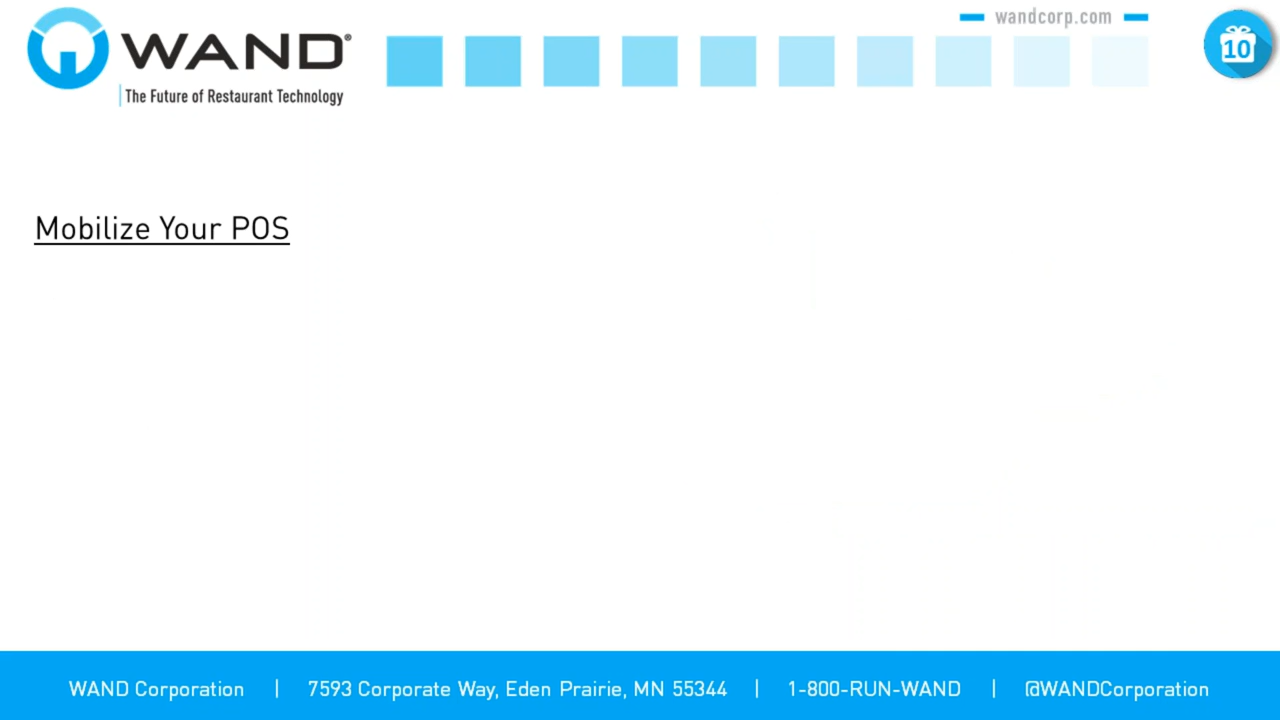 WAND®
The Future of Restaurant Technology
wandcorp.com
10
Mobilize Your POS
WAND Corporation | 7593 Corporate Way, Eden Prairie, MN 55344 | 1-800-RUN-WAND | @WANDCorporation